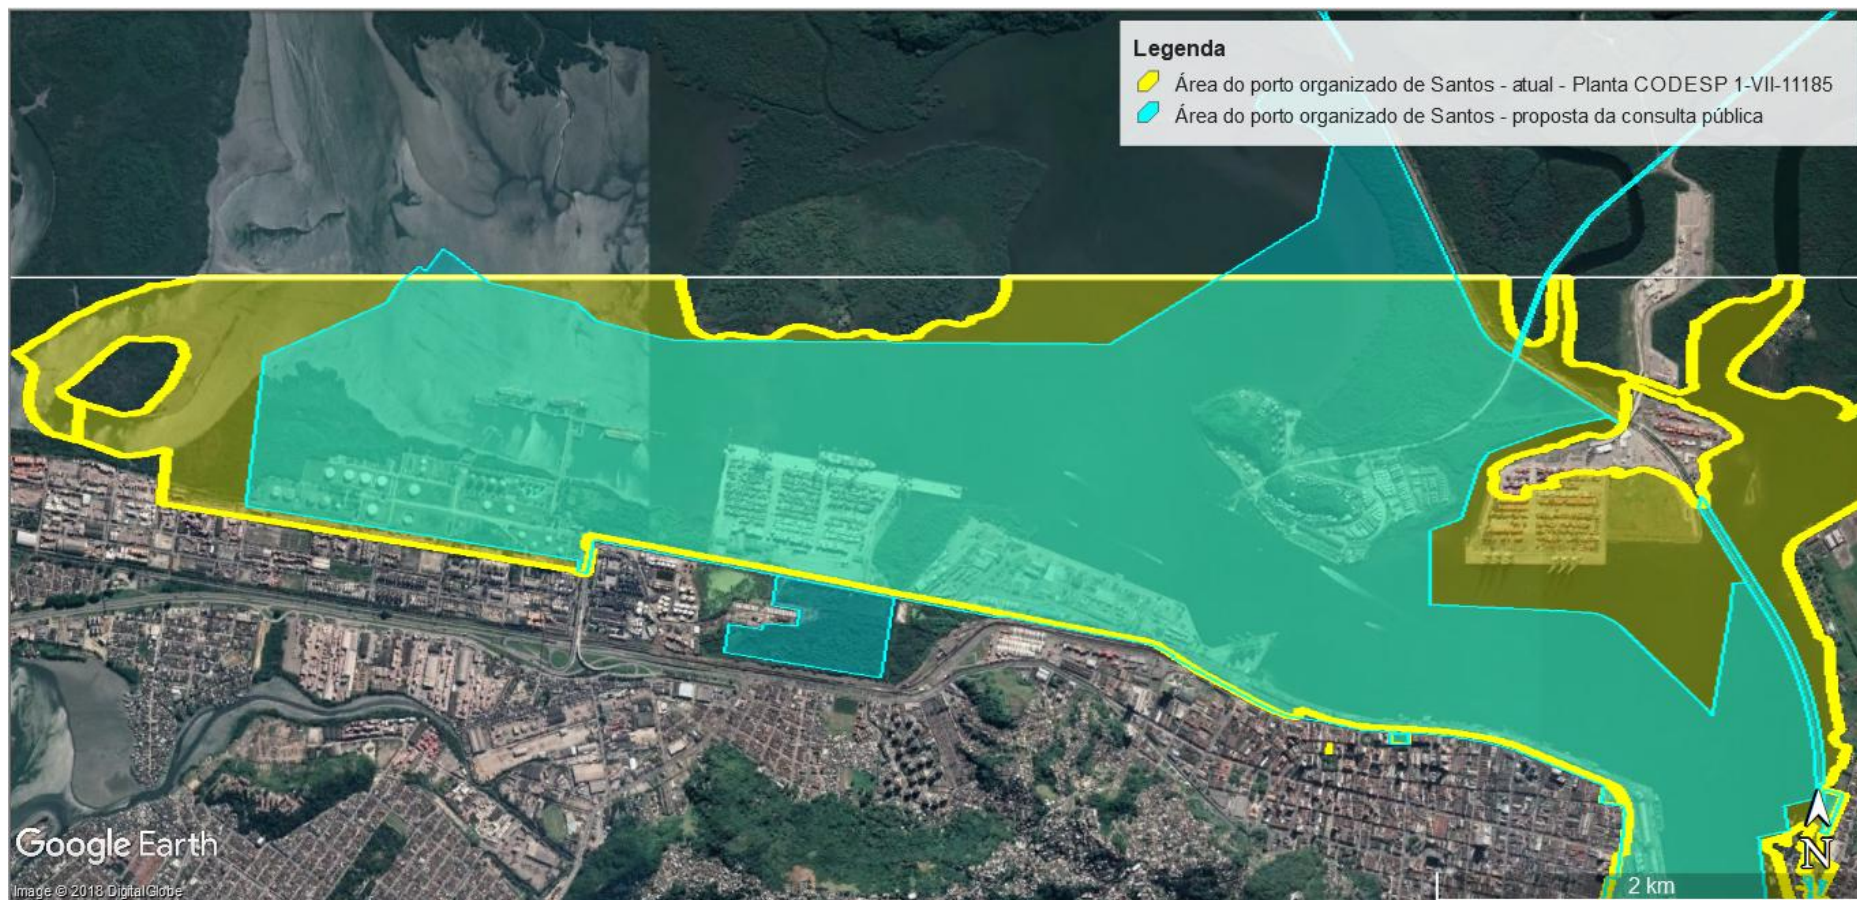 Legenda
Área do porto organizado de Santos - atual - Planta CODESP 1-VII-11185
Área do porto organizado de Santos - proposta da consulta pública
Google Earth
N
Image © 2018 DigitalGlobe
2 km